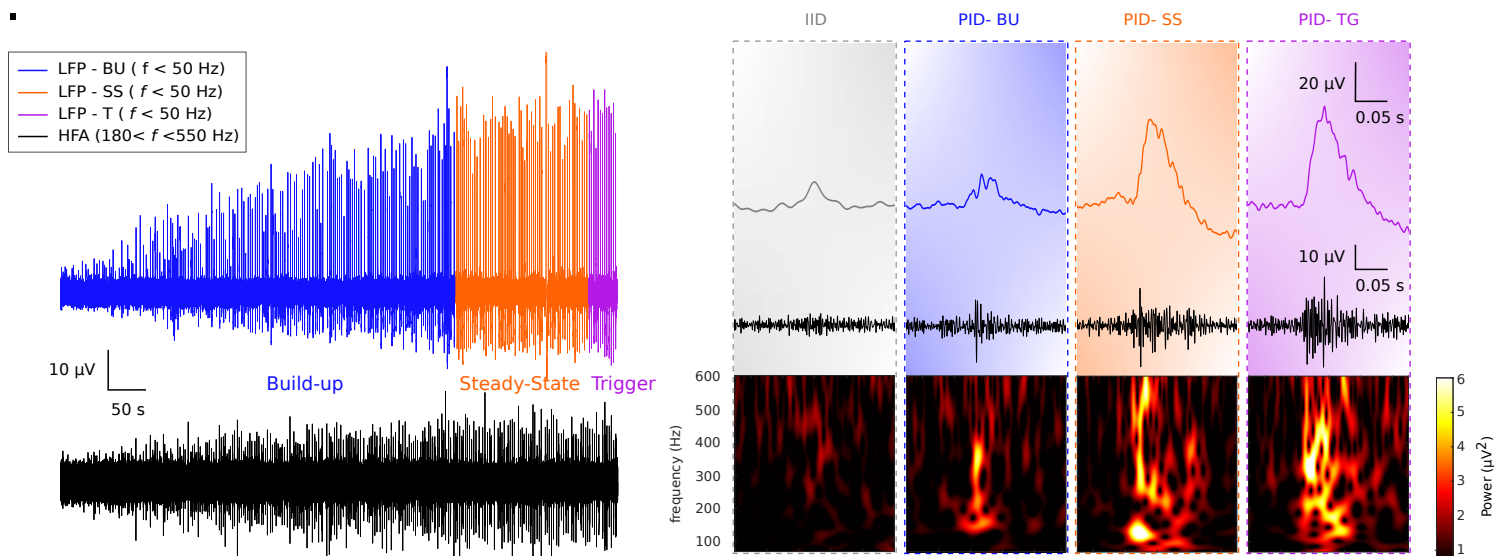 LFP - BU ( f < 50 Hz)
LFP - SS ( f < 50 Hz)
LFP - T ( f < 50 Hz)
HFA (180< f <550 Hz)
10 µV
50 s
Build-up
Steady-State
Trigger
IID
PID- BU
PID- SS
PID- TG
20 µV
0.05 s
10 µV
0.05 s
frequency (Hz)
600
500
400
300
200
100
6
5
4
3
2
1
Power (µV²)